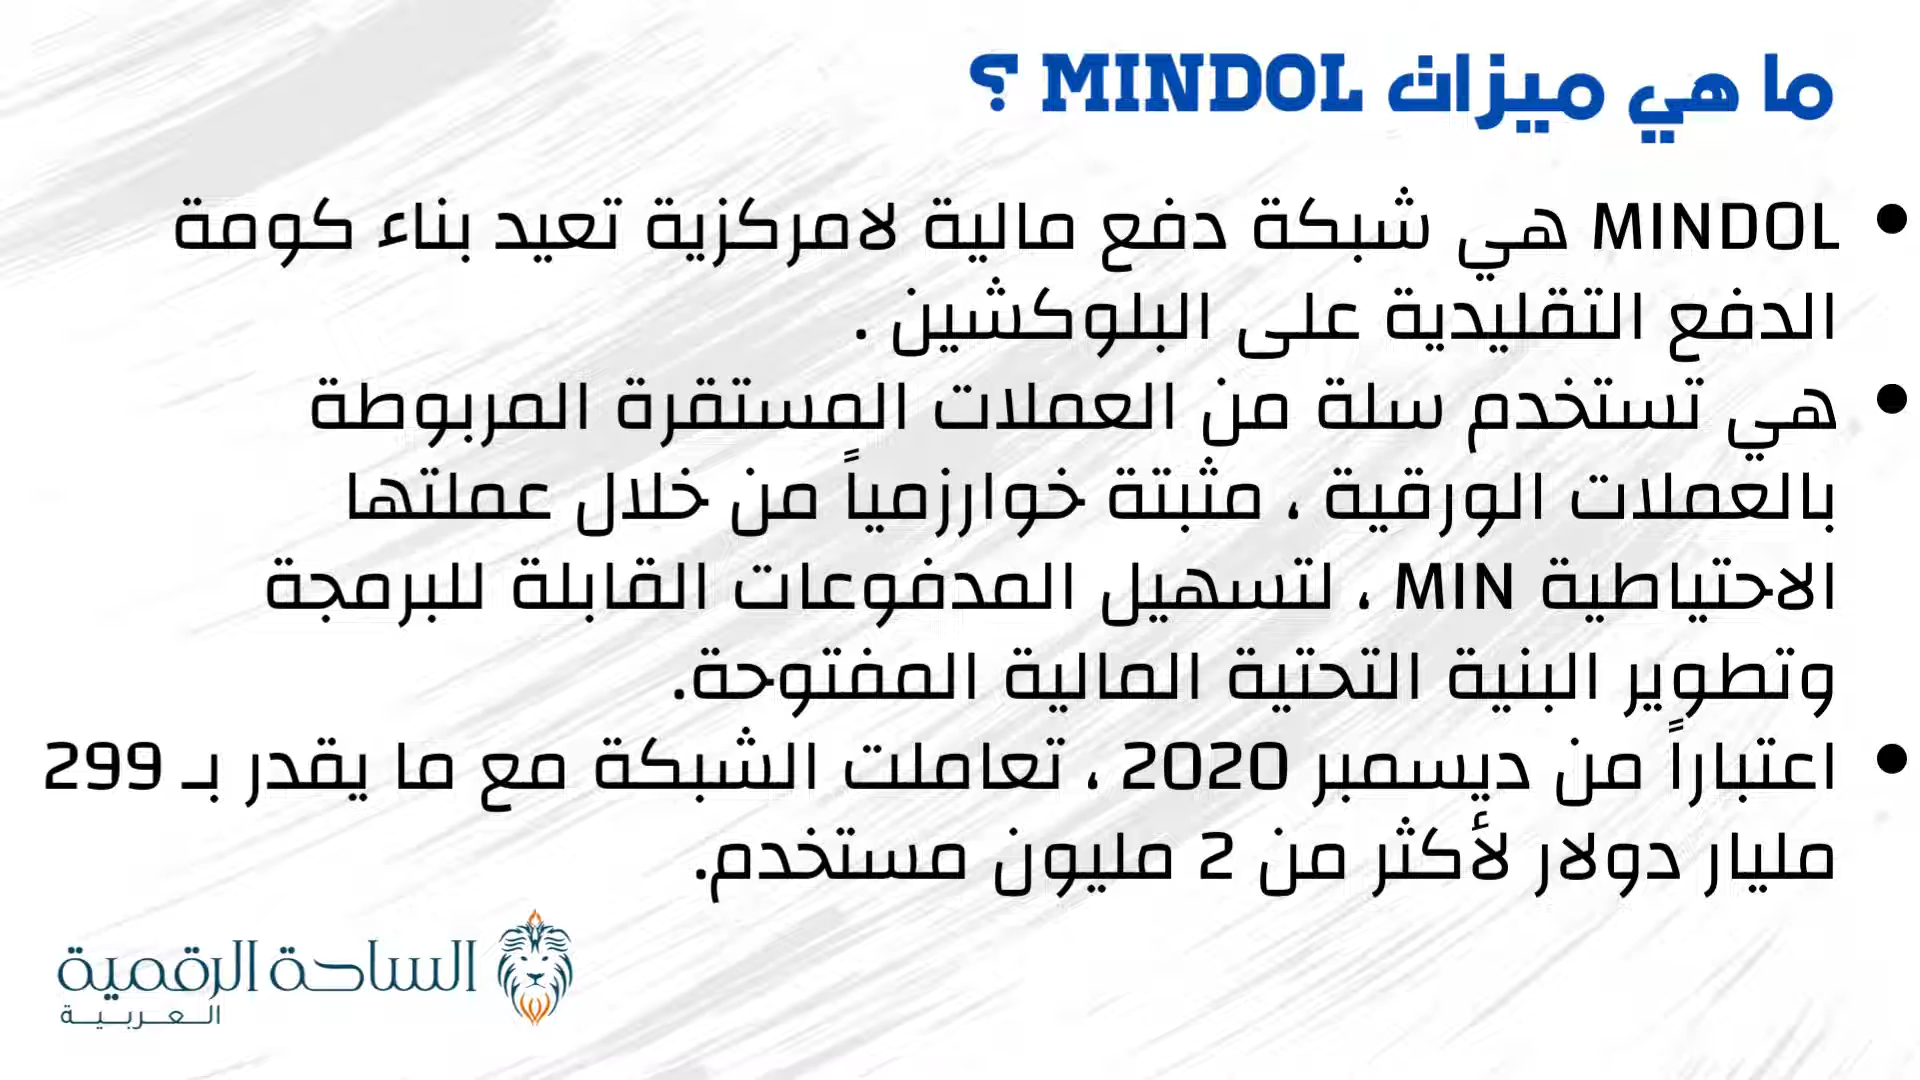 ما هي ميزات MINDOL ؟
• MINDOL هي شبكة دفع مالية لامركزية تعيد بناء كومة
الدفع التقليدية على البلوكشين .
• هي تستخدم سلة من العملات المستقرة المربوطة
بالعملات الورقية ، مثبتة خوارزمياً من خلال عملتها
الاحتياطية MIN ، لتسهيل المدفوعات القابلة للبرمجة
وتطوير البنية التحتية المالية المفتوحة.
• اعتباراً من ديسمبر 2020 ، تعاملت الشبكة مع ما يقدر بـ 299
مليار دولار لأكثر من 2 مليون مستخدم.
الساحة الرقمية
العربية